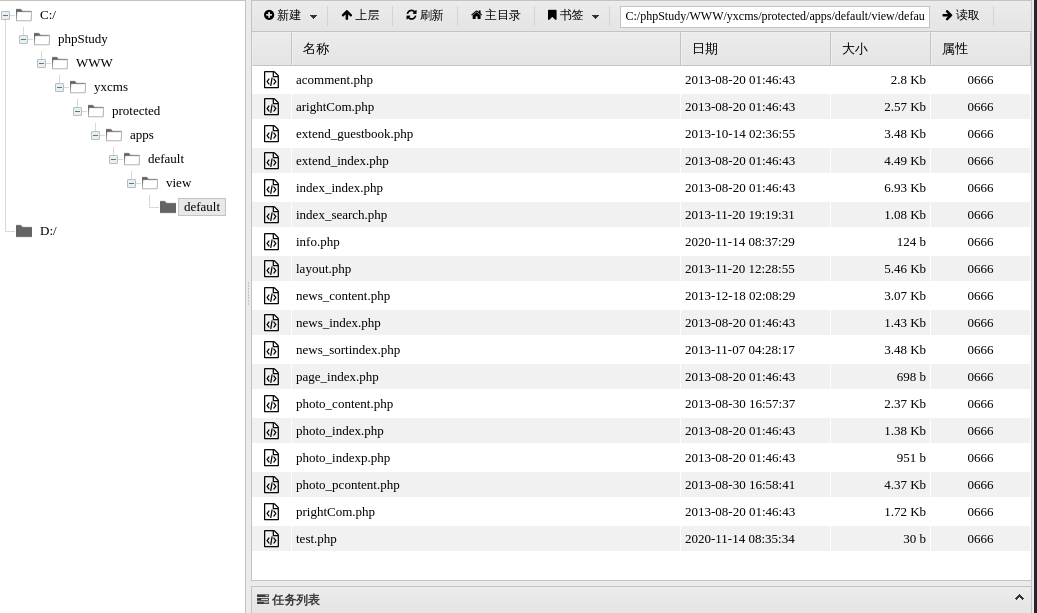 C:/
phpStudy
WWW
yxcms
protected
apps
default
view
default
D:/
新建 上层 刷新 主目录 书签 C:/phpStudy/WWW/yxcms/protected/apps/default/view/defau 读取
名称 日期 大小 属性
acomment.php 2013-08-20 01:46:43 2.8 Kb 0666
arightCom.php 2013-08-20 01:46:43 2.57 Kb 0666
extend_guestbook.php 2013-10-14 02:36:55 3.48 Kb 0666
extend_index.php 2013-08-20 01:46:43 4.49 Kb 0666
index_index.php 2013-08-20 01:46:43 6.93 Kb 0666
index_search.php 2013-11-20 19:19:31 1.08 Kb 0666
info.php 2020-11-14 08:37:29 124 b 0666
layout.php 2013-11-20 12:28:55 5.46 Kb 0666
news_content.php 2013-12-18 02:08:29 3.07 Kb 0666
news_index.php 2013-08-20 01:46:43 1.43 Kb 0666
news_sortindex.php 2013-11-07 04:28:17 3.48 Kb 0666
page_index.php 2013-08-20 01:46:43 698 b 0666
photo_content.php 2013-08-30 16:57:37 2.37 Kb 0666
photo_index.php 2013-08-20 01:46:43 1.38 Kb 0666
photo_indexp.php 2013-08-20 01:46:43 951 b 0666
photo_pcontent.php 2013-08-30 16:58:41 4.37 Kb 0666
prightCom.php 2013-08-20 01:46:43 1.72 Kb 0666
test.php 2020-11-14 08:35:34 30 b 0666
任务列表